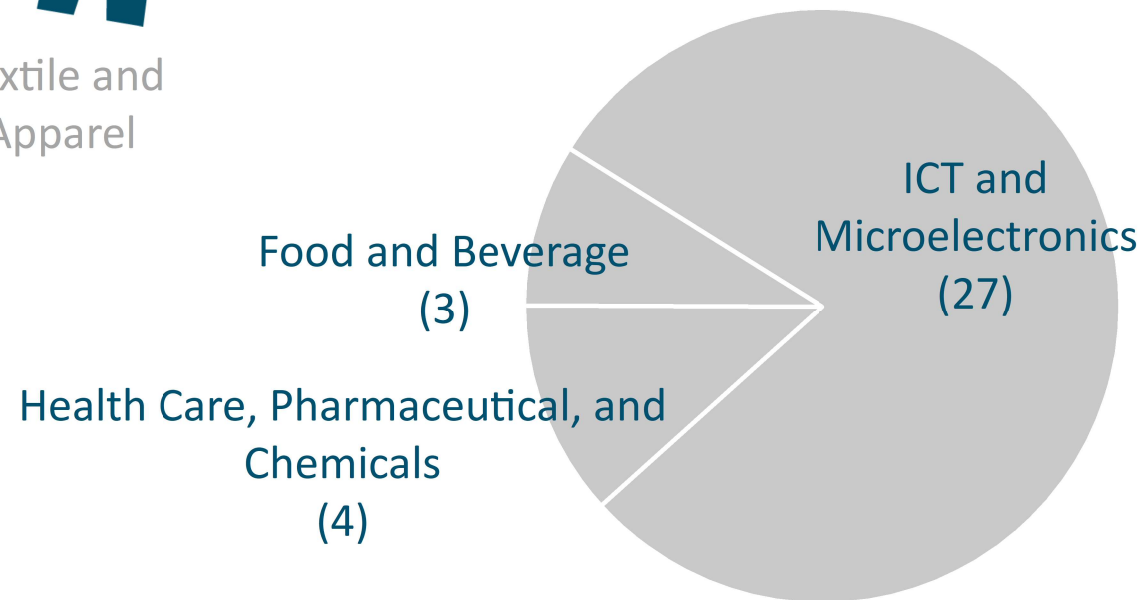 xtile and
Apparel
ICT and
Microelectronics
(27)
Food and Beverage
(3)
Health Care, Pharmaceutical, and
Chemicals
(4)